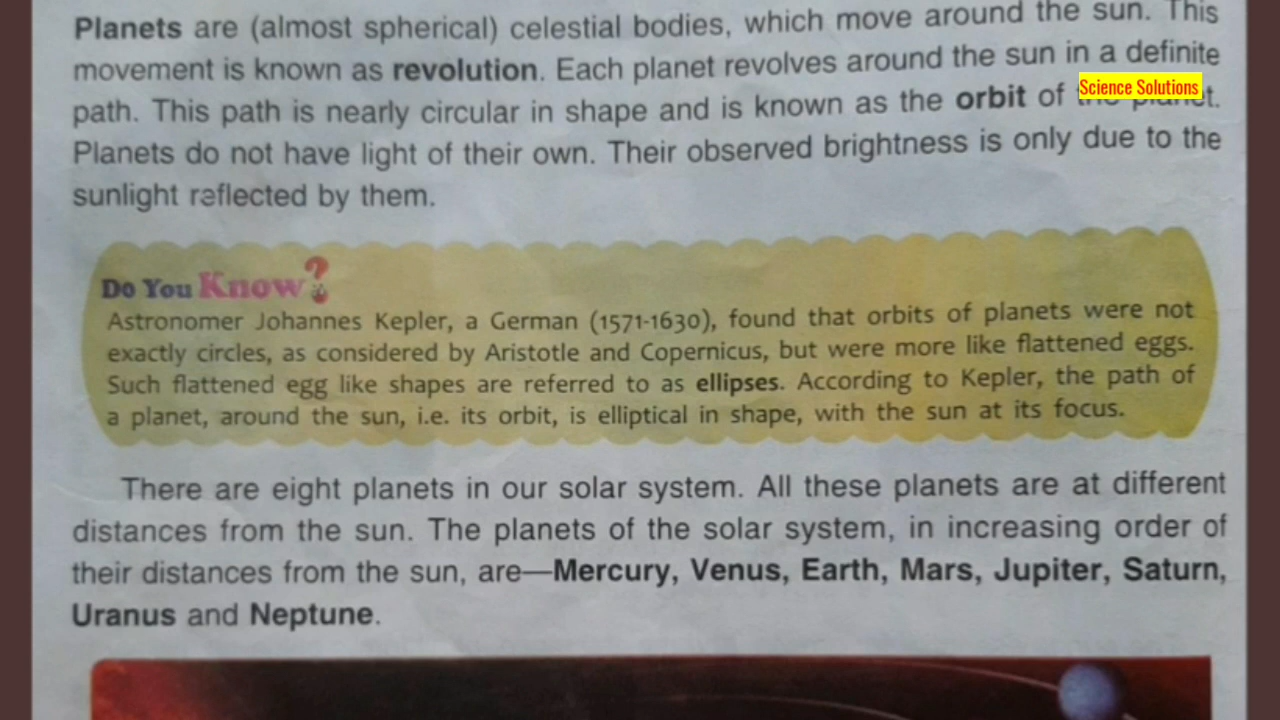 Planets are (almost spherical) celestial bodies, which move around the sun. This
movement is known as revolution. Each planet revolves around the sun in a definite
Science Solutions
path. This path is nearly circular in shape and is known as the orbit of the planet.
Planets do not have light of their own. Their observed brightness is only due to the
sunlight reflected by them.
Do You Know?
Astronomer Johannes Kepler, a German (1571-1630), found that orbits of planets were not
exactly circles, as considered by Aristotle and Copernicus, but were more like flattened eggs.
Such flattened egg like shapes are referred to as ellipses. According to Kepler, the path of
a planet, around the sun, i.e. its orbit, is elliptical in shape, with the sun at its focus.
There are eight planets in our solar system. All these planets are at different
distances from the sun. The planets of the solar system, in increasing order of
their distances from the sun, are—Mercury, Venus, Earth, Mars, Jupiter, Saturn,
Uranus and Neptune.